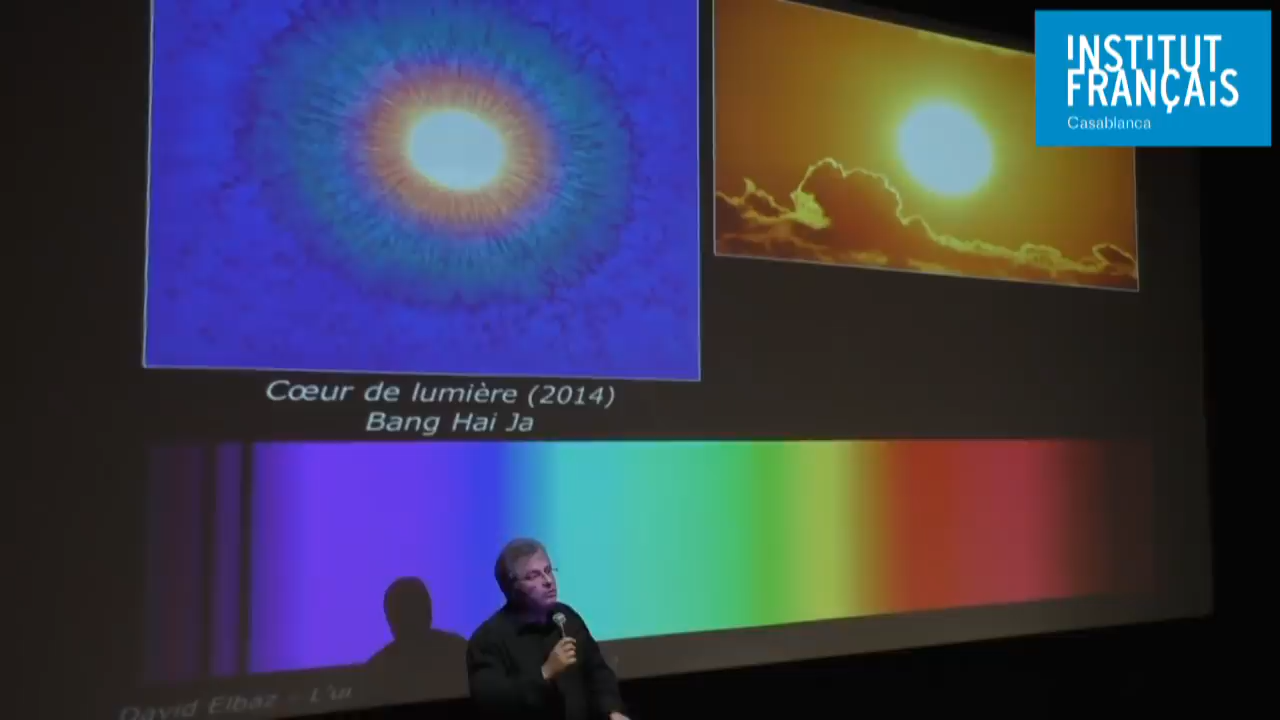 INSTITUT
FRANÇAIS
Casablanca
Cœur de lumière (2014)
Bang Hai Ja
David Elbaz - L'u